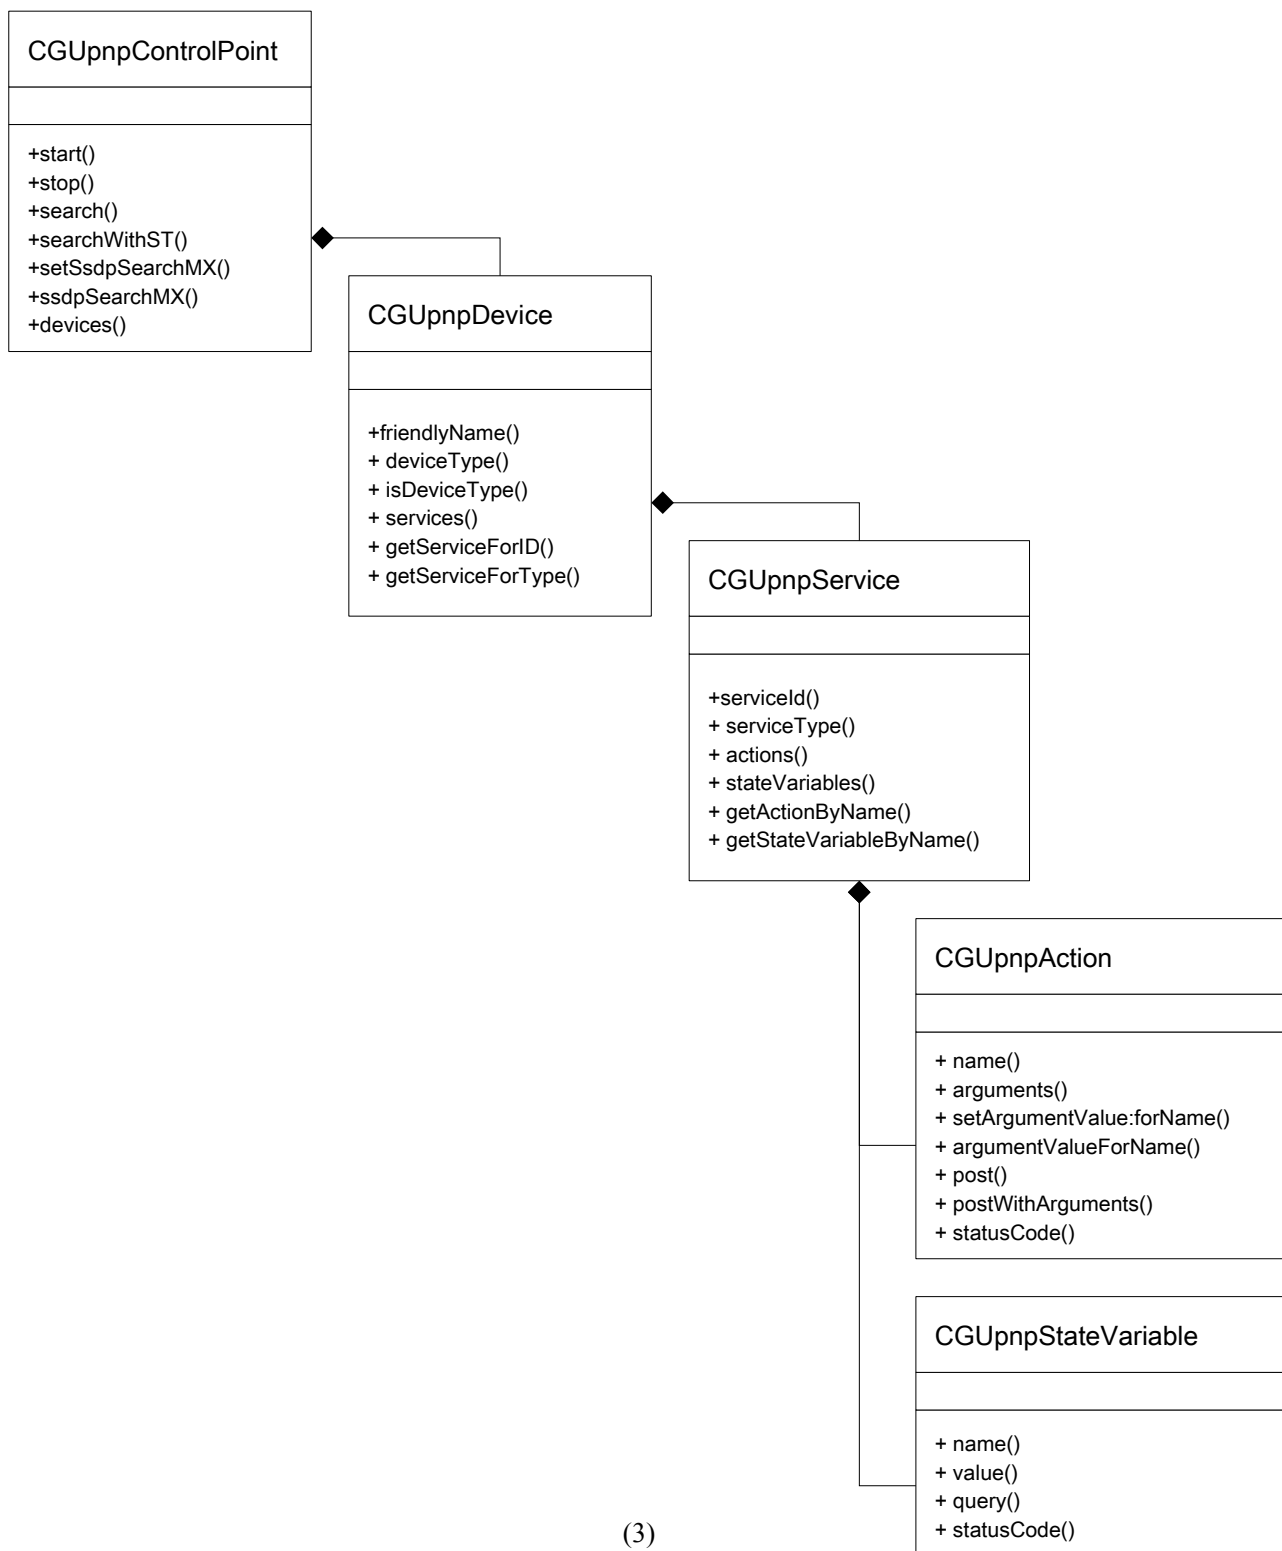 CGUpnpControlPoint
+start()
+stop()
+search()
+searchWithST()
+setSsdpSearchMX()
+ssdpSearchMX()
+devices()
CGUpnpDevice
+friendlyName()
+ deviceType()
+ isDeviceType()
+ services()
+ getServiceForID()
+ getServiceForType()
CGUpnpService
+serviceId()
+ serviceType()
+ actions()
+ stateVariables()
+ getActionByName()
+ getStateVariableByName()
CGUpnpAction
+ name()
+ arguments()
+ setArgumentValue:forName()
+ argumentValueForName()
+ post()
+ postWithArguments()
+ statusCode()
CGUpnpStateVariable
+ name()
+ value()
+ query()
+ statusCode()
(3)